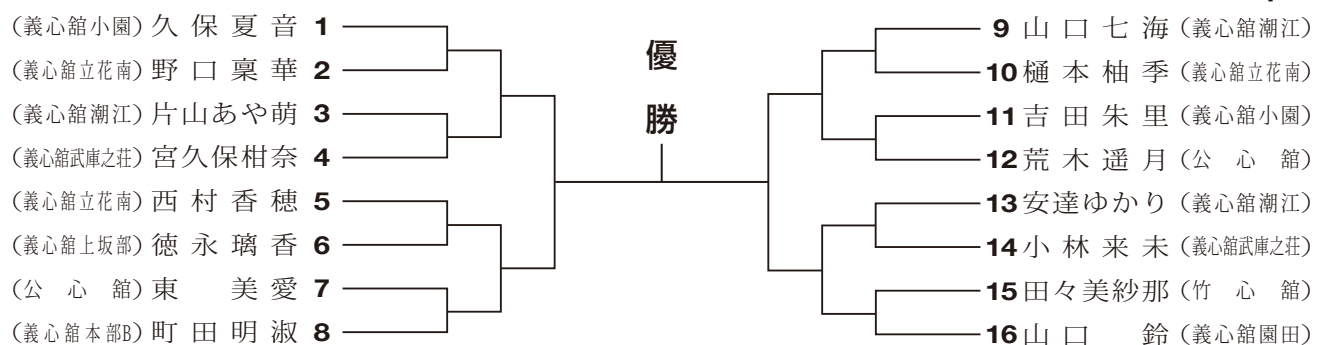 (義心舘小園) 久保夏音 1
(義心舘立花南) 野口稟華 2
(義心舘潮江) 片山あや萌 3
(義心舘武庫之荘) 宮久保柑奈 4
(義心舘立花南) 西村香穂 5
(義心舘上坂部) 徳永璃香 6
(公心舘) 東美愛 7
(義心舘本部B) 町田明淑 8
優勝
9 山口七海 (義心舘潮江)
10 樋本柚季 (義心舘立花南)
11 吉田朱里 (義心舘小園)
12 荒木遥月 (公心舘)
13 安達ゆかり (義心舘潮江)
14 小林来未 (義心舘武庫之荘)
15 田々美紗那 (竹心舘)
16 山口鈴 (義心舘園田)